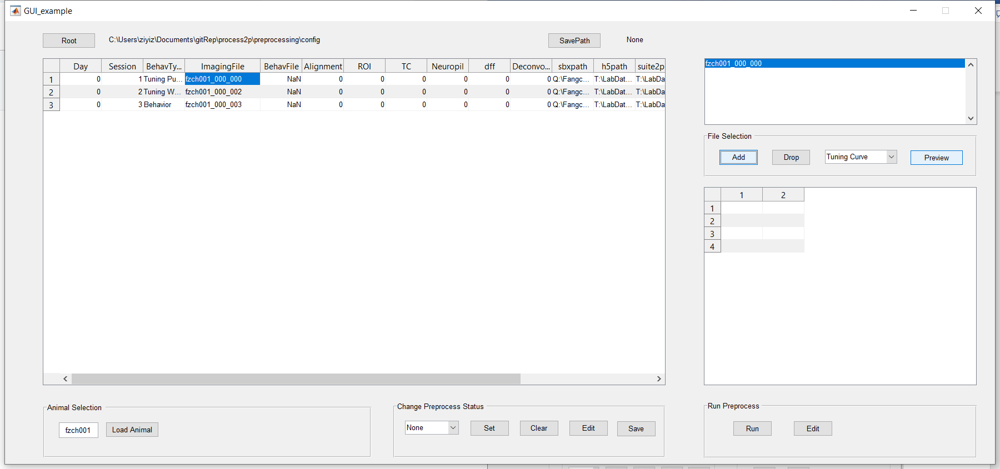 GUI_example
Root C:\Users\ziyiz\Documents\gitRep\process2p\preprocessing\config SavePath None
Day Session BehavTy... ImagingFile BehavFile Alignment ROI TC Neuropil dff Deconvo... sbxpath h5path suite2p
1 0 1 Tuning Pu... fzch001_000_000 NaN 0 0 0 0 0 0 Q:\Fangc... T:\LabDat... T:\LabDa
2 0 2 Tuning W... fzch001_000_002 NaN 0 0 0 0 0 0 Q:\Fangc... T:\LabDat... T:\LabDa
3 0 3 Behavior fzch001_000_003 NaN 0 0 0 0 0 0 Q:\Fangc... T:\LabDat... T:\LabDa
fzch001_000_000
File Selection
Add Drop Tuning Curve Preview
1 2
1
2
3
4
Animal Selection
fzch001 Load Animal
Change Preprocess Status
None Set Clear Edit Save
Run Preprocess
Run Edit